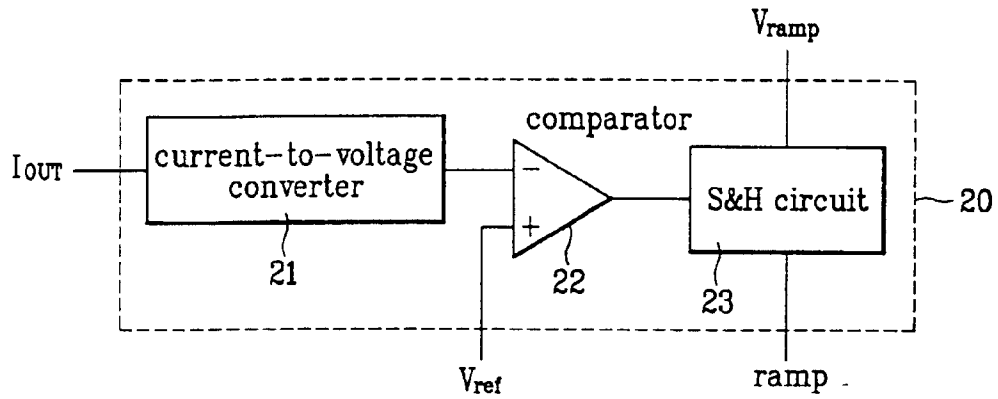 Vramp
comparator
IOUT
current-to-voltage
converter
−
+
S&H circuit
20
21
22
23
Vref
ramp